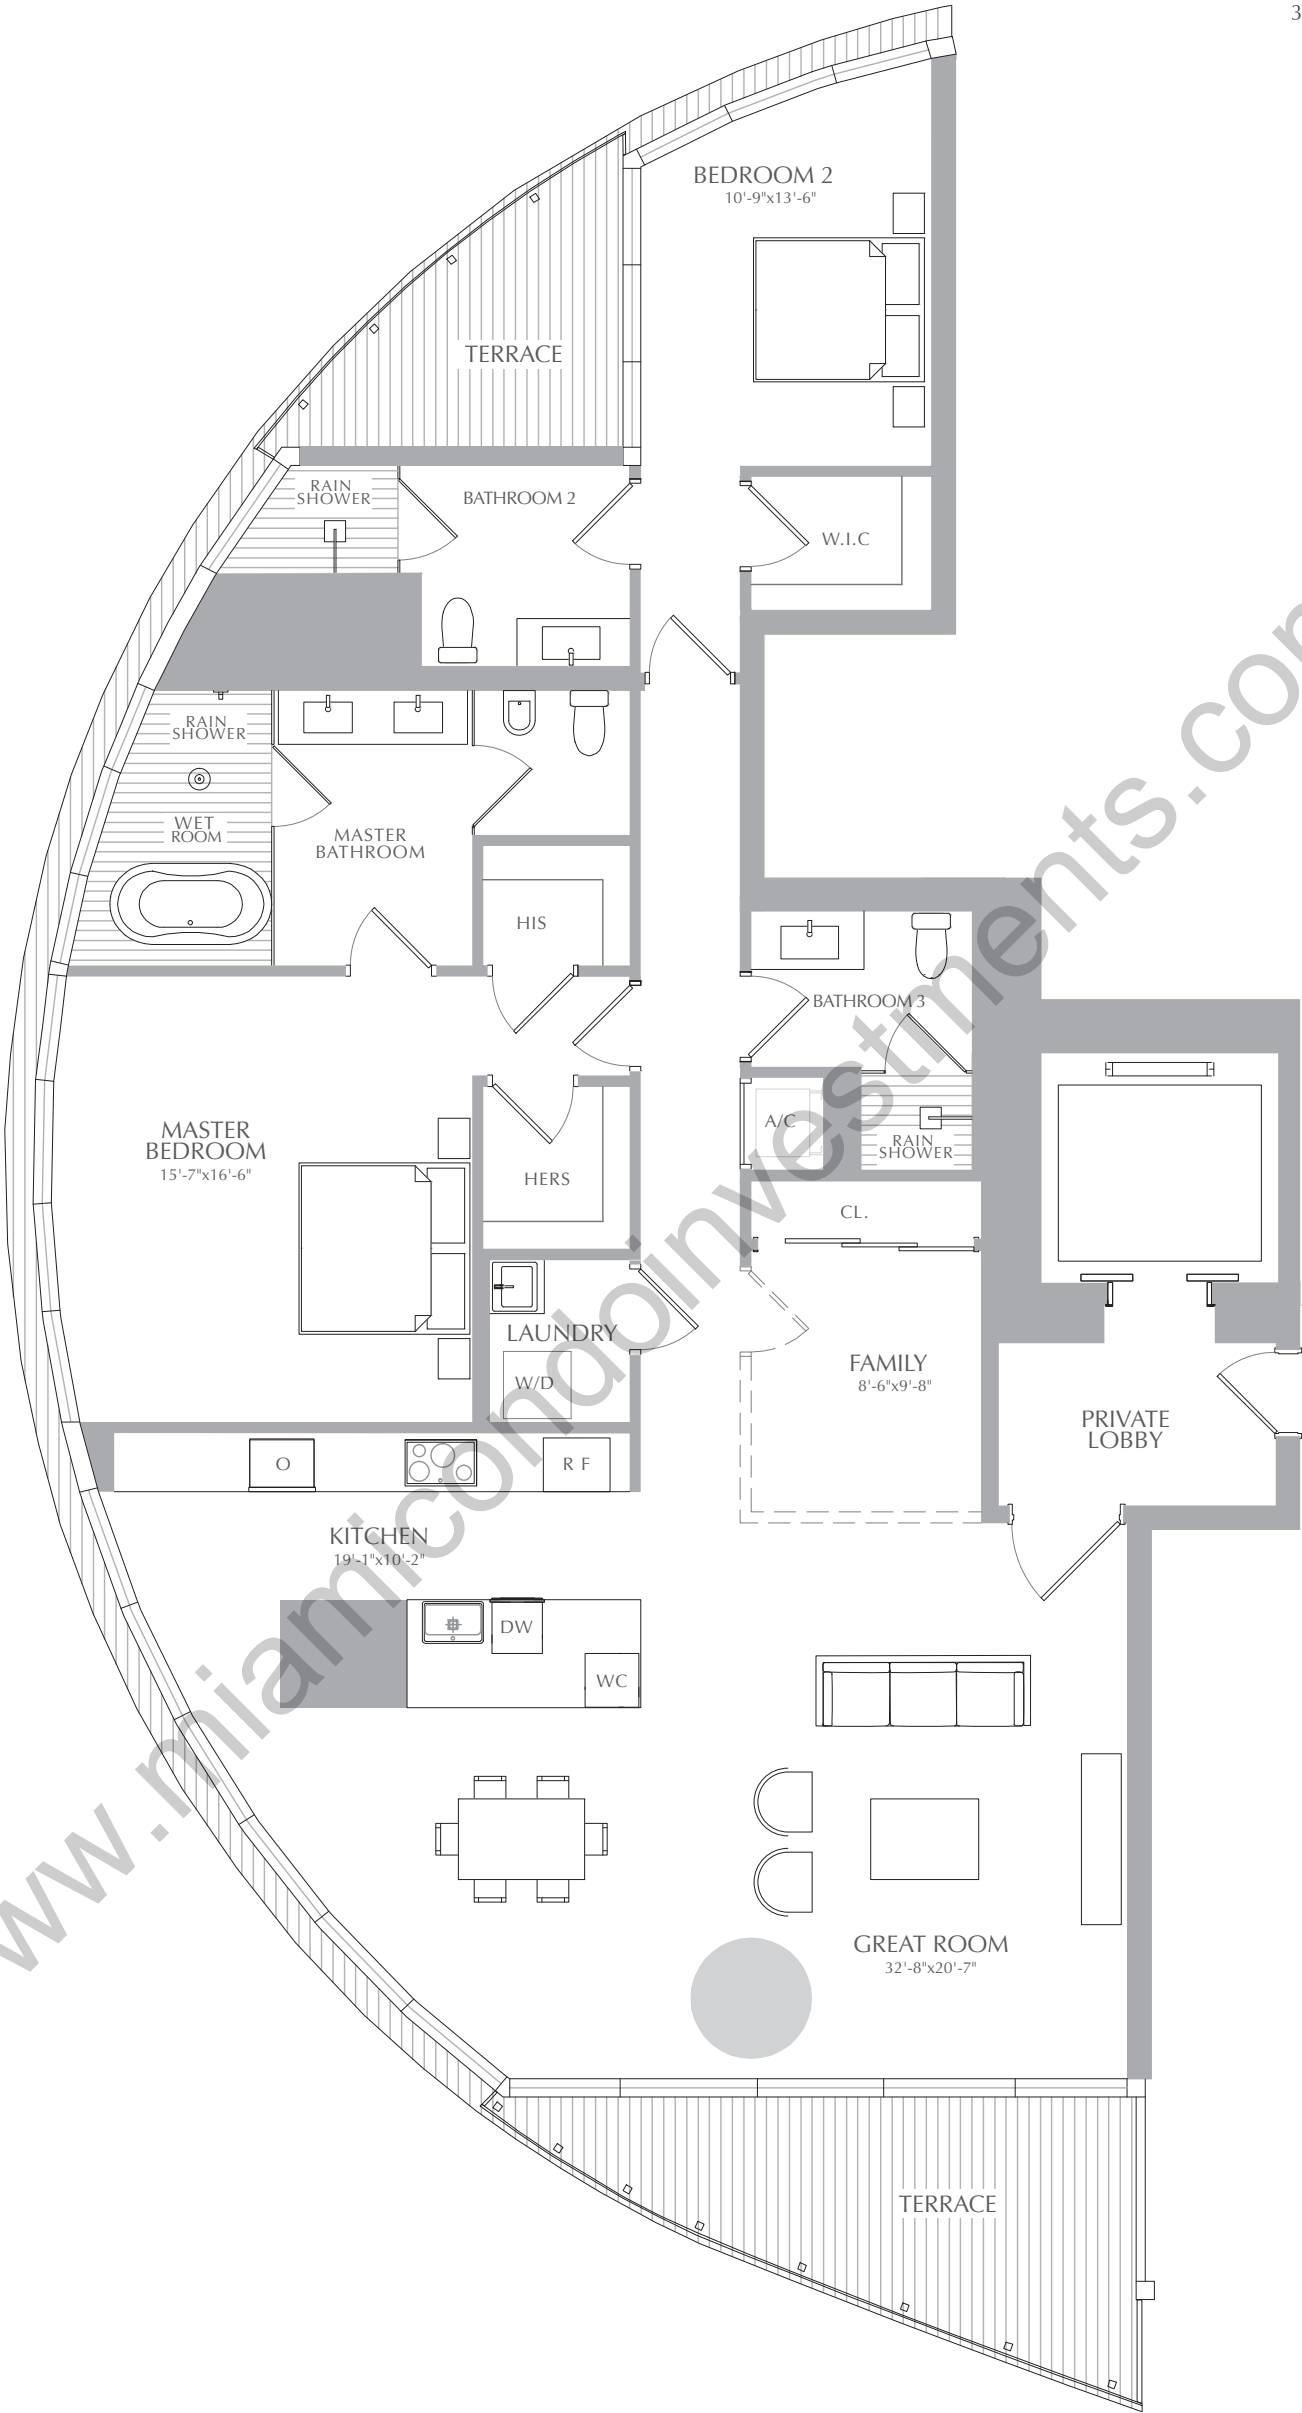 3
BEDROOM 2
10'-9"x13'-6"
TERRACE
RAIN
SHOWER
BATHROOM 2
W.I.C
RAIN
SHOWER
WET
ROOM
MASTER
BATHROOM
HIS
BATHROOM 3
A/C
RAIN
SHOWER
MASTER
BEDROOM
15'-7"x16'-6"
HERS
CL.
LAUNDRY
W/D
FAMILY
8'-6"x9'-8"
PRIVATE
LOBBY
O
R F
KITCHEN
19'-1"x10'-2"
DW
WC
GREAT ROOM
32'-8"x20'-7"
TERRACE
www.miamicondoinvestments.com